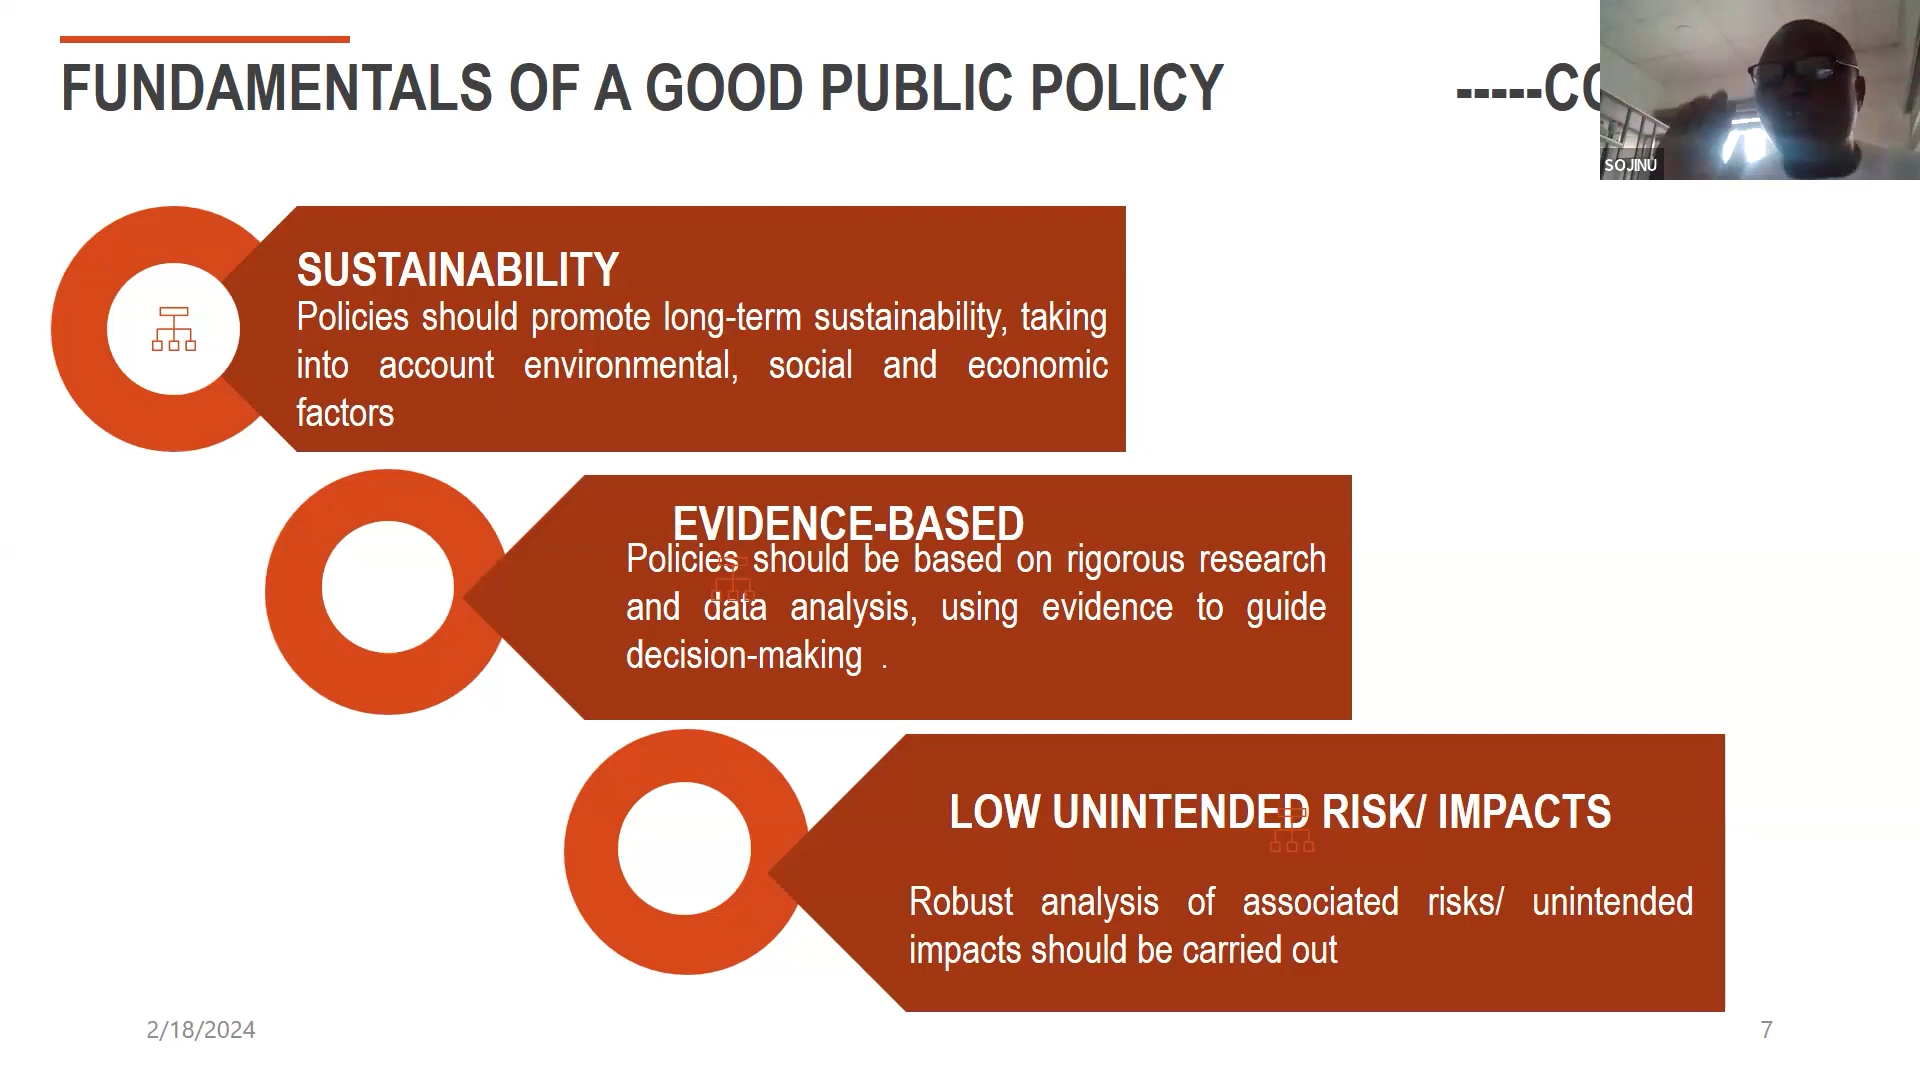 FUNDAMENTALS OF A GOOD PUBLIC POLICY -----CO
SOJINU
SUSTAINABILITY
Policies should promote long-term sustainability, taking
into account environmental, social and economic
factors
EVIDENCE-BASED
Policies should be based on rigorous research
and data analysis, using evidence to guide
decision-making .
LOW UNINTENDED RISK/ IMPACTS
Robust analysis of associated risks/ unintended
impacts should be carried out
2/18/2024
7